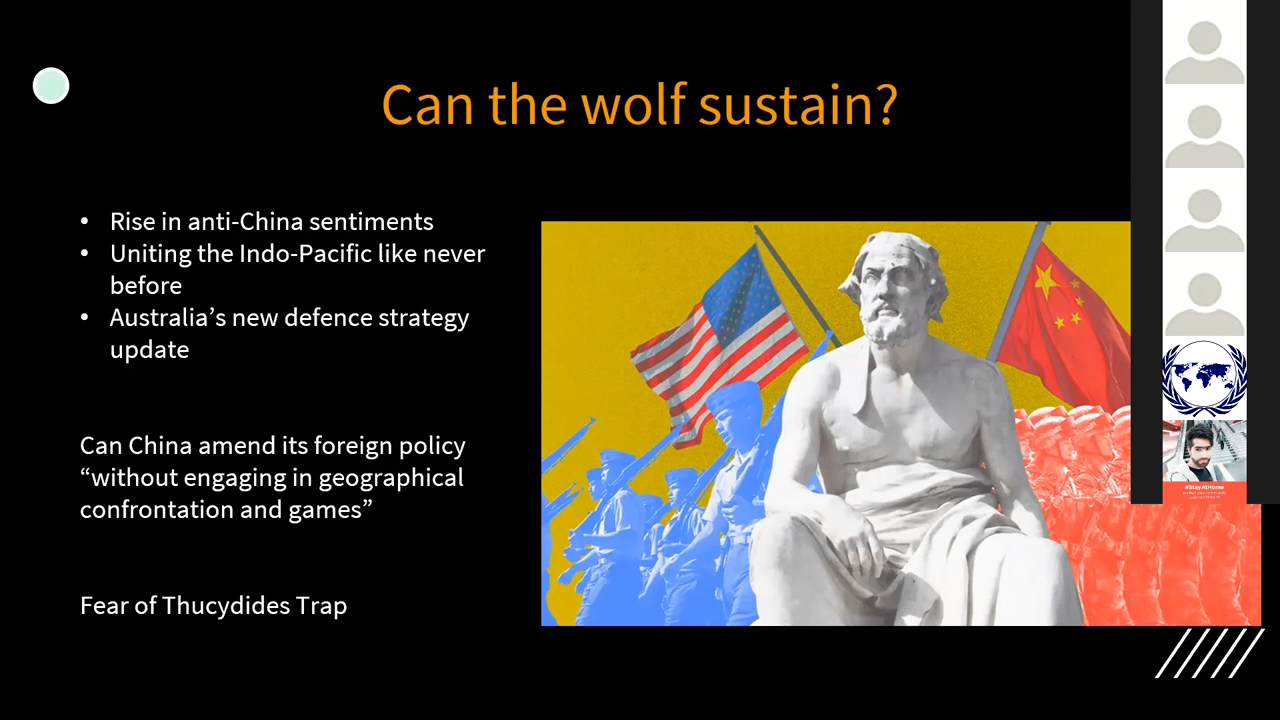 Can the wolf sustain?
• Rise in anti-China sentiments
• Uniting the Indo-Pacific like never
before
• Australia’s new defence strategy
update
Can China amend its foreign policy
“without engaging in geographical
confrontation and games”
Fear of Thucydides Trap
#StayAtHome